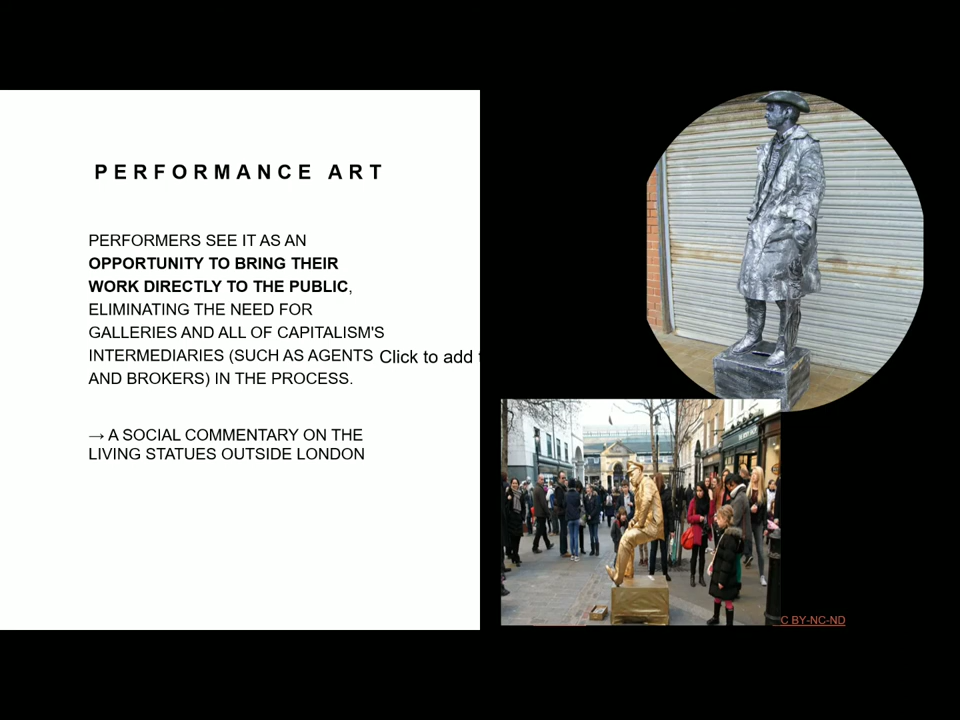 PERFORMANCE ART
PERFORMERS SEE IT AS AN
OPPORTUNITY TO BRING THEIR
WORK DIRECTLY TO THE PUBLIC,
ELIMINATING THE NEED FOR
GALLERIES AND ALL OF CAPITALISM'S
INTERMEDIARIES (SUCH AS AGENTS
AND BROKERS) IN THE PROCESS.
Click to add
→ A SOCIAL COMMENTARY ON THE
LIVING STATUES OUTSIDE LONDON
C BY-NC-ND